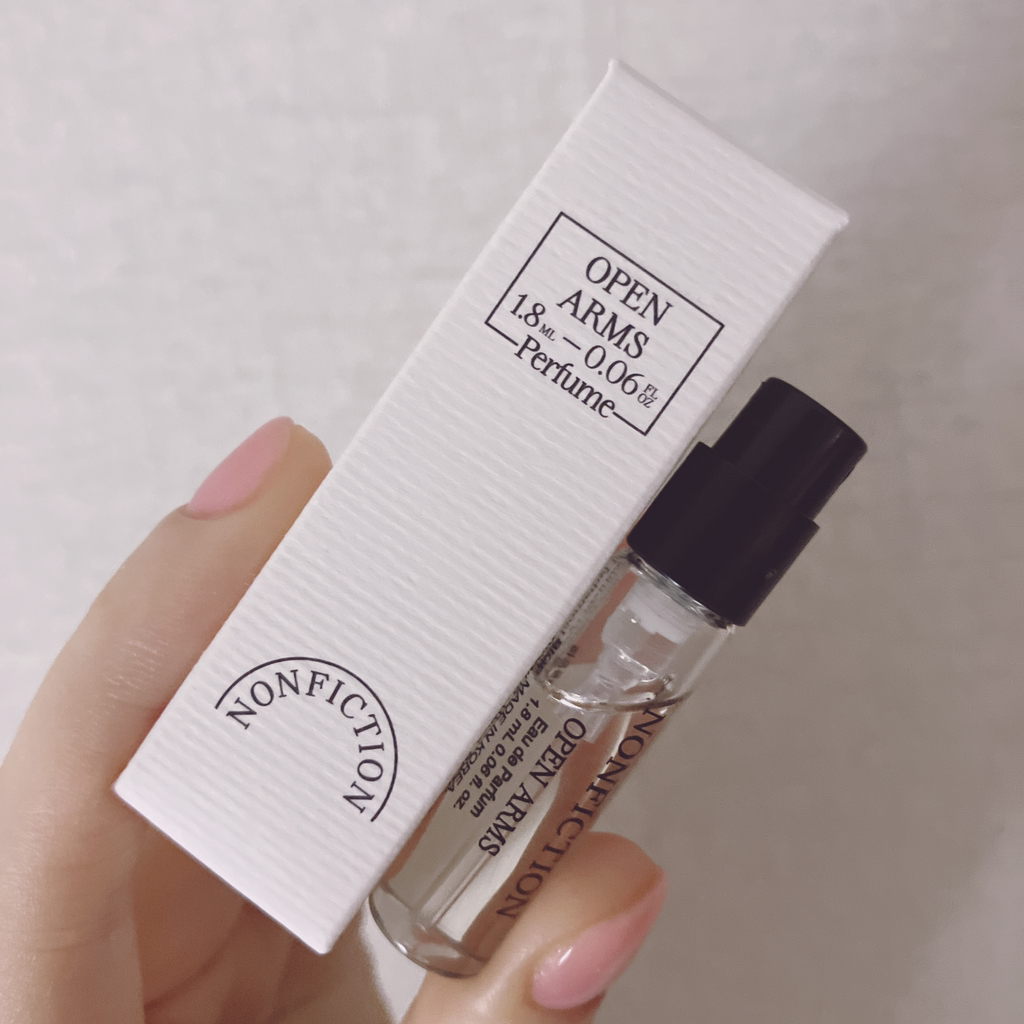 OPEN
ARMS
1.8 ML – 0.06 FL OZ
Perfume
NONFICTION
NONFICTION
OPEN ARMS
Eau de Parfum
1.8 mL 0.06 fl. oz.
MADE IN KOREA